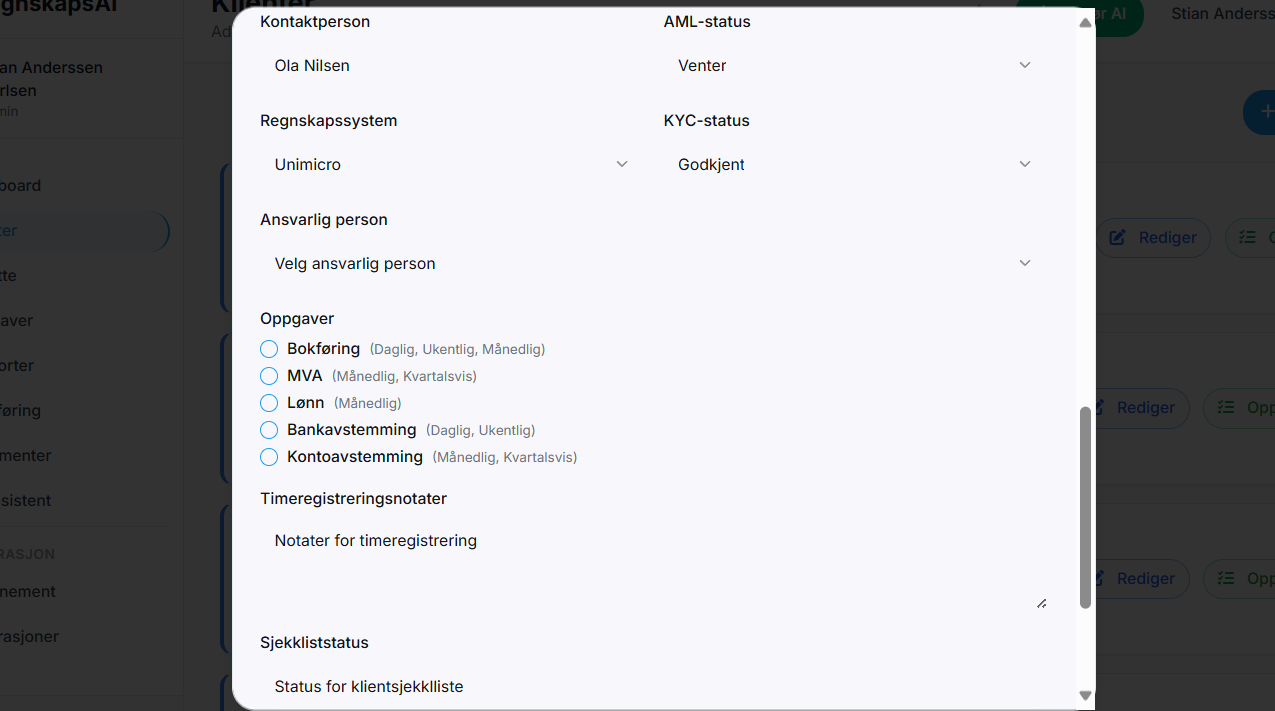 gnskapsAI
Klienter
Ad
or AI
Stian Anderss
an Anderssen
rlsen
min
board
ter
tte
aver
orter
øring
menter
sistent
RASJON
nement
rasjoner
Kontaktperson
AML-status
Ola Nilsen
Venter
Regnskapssystem
KYC-status
Unimicro
Godkjent
Ansvarlig person
Velg ansvarlig person
Oppgaver
Bokføring (Daglig, Ukentlig, Månedlig)
MVA (Månedlig, Kvartalsvis)
Lønn (Månedlig)
Bankavstemming (Daglig, Ukentlig)
Kontoavstemming (Månedlig, Kvartalsvis)
Timeregistreringsnotater
Notater for timeregistrering
Sjekkliststatus
Status for klientsjekklliste
Rediger
Rediger
Opp
Rediger
Opp